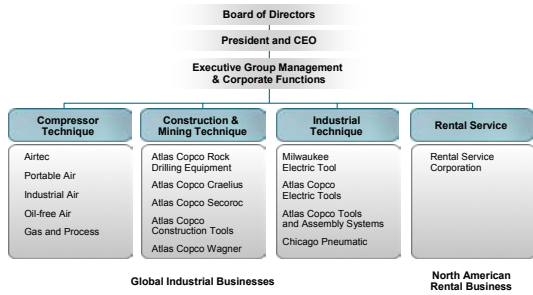 Board of Directors
President and CEO
Executive Group Management
& Corporate Functions
Compressor
Technique
Construction &
Mining Technique
Industrial
Technique
Rental Service
Airtec
Portable Air
Industrial Air
Oil-free Air
Gas and Process
Atlas Copco Rock
Drilling Equipment
Atlas Copco Craelius
Atlas Copco Secoroc
Atlas Copco
Construction Tools
Atlas Copco Wagner
Milwaukee
Electric Tool
Atlas Copco
Electric Tools
Atlas Copco Tools
and Assembly Systems
Chicago Pneumatic
Rental Service
Corporation
Global Industrial Businesses
North American
Rental Business